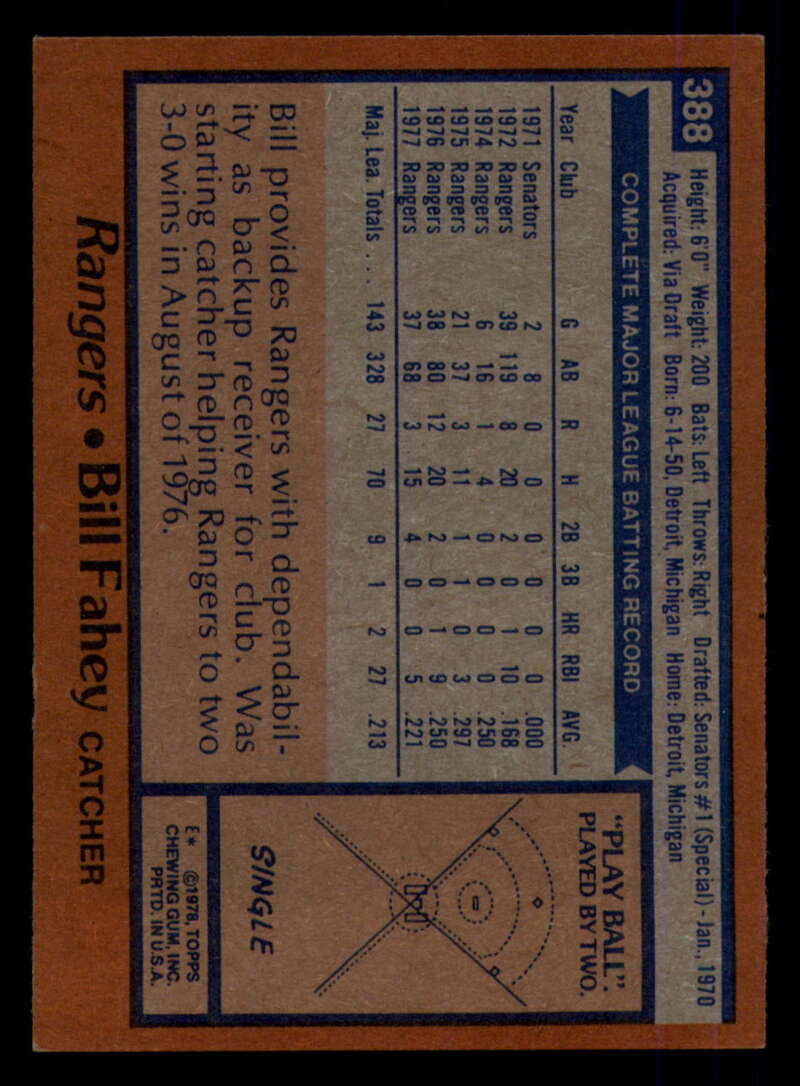 388
Height: 6'0" Weight: 200 Bats: Left Throws: Right Drafted: Senators #1 (Special) - Jan., 1970
Acquired: Via Draft Born: 6-14-50, Detroit, Michigan Home: Detroit, Michigan
COMPLETE MAJOR LEAGUE BATTING RECORD
Year Club G AB R H 2B 3B HR RBI AVG.
1971 Senators 2 8 0 0 0 0 0 0 .000
1972 Rangers 39 119 8 20 2 0 1 10 .168
1974 Rangers 6 16 1 4 0 0 0 0 .250
1975 Rangers 21 37 3 11 1 1 0 3 .297
1976 Rangers 38 80 12 20 2 0 1 9 .250
1977 Rangers 37 68 3 15 4 0 0 5 .221
Maj. Lea. Totals . . . 143 328 27 70 9 1 2 27 .213
Bill provides Rangers with dependabil-
ity as backup receiver for club. Was
starting catcher helping Rangers to two
3-0 wins in August of 1976.
"PLAY BALL".
PLAYED BY TWO.
SINGLE
E* ©1978, TOPPS
CHEWING GUM, INC.
PRTD. IN U.S.A.
Rangers • Bill Fahey CATCHER